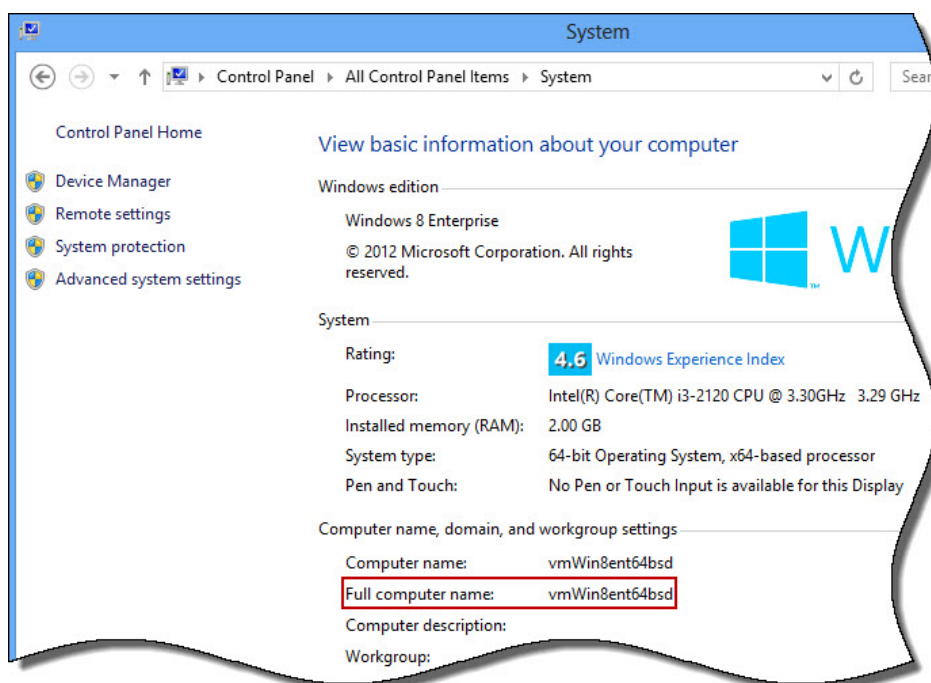 System
Control Panel ▸ All Control Panel Items ▸ System
Control Panel Home
Device Manager
Remote settings
System protection
Advanced system settings
View basic information about your computer
Windows edition
Windows 8 Enterprise
© 2012 Microsoft Corporation. All rights
reserved.
TM
System
Rating: 4.6 Windows Experience Index
Processor: Intel(R) Core(TM) i3-2120 CPU @ 3.30GHz 3.29 GHz
Installed memory (RAM): 2.00 GB
System type: 64-bit Operating System, x64-based processor
Pen and Touch: No Pen or Touch Input is available for this Display
Computer name, domain, and workgroup settings
Computer name: vmWin8ent64bsd
Full computer name: vmWin8ent64bsd
Computer description:
Workgroup: